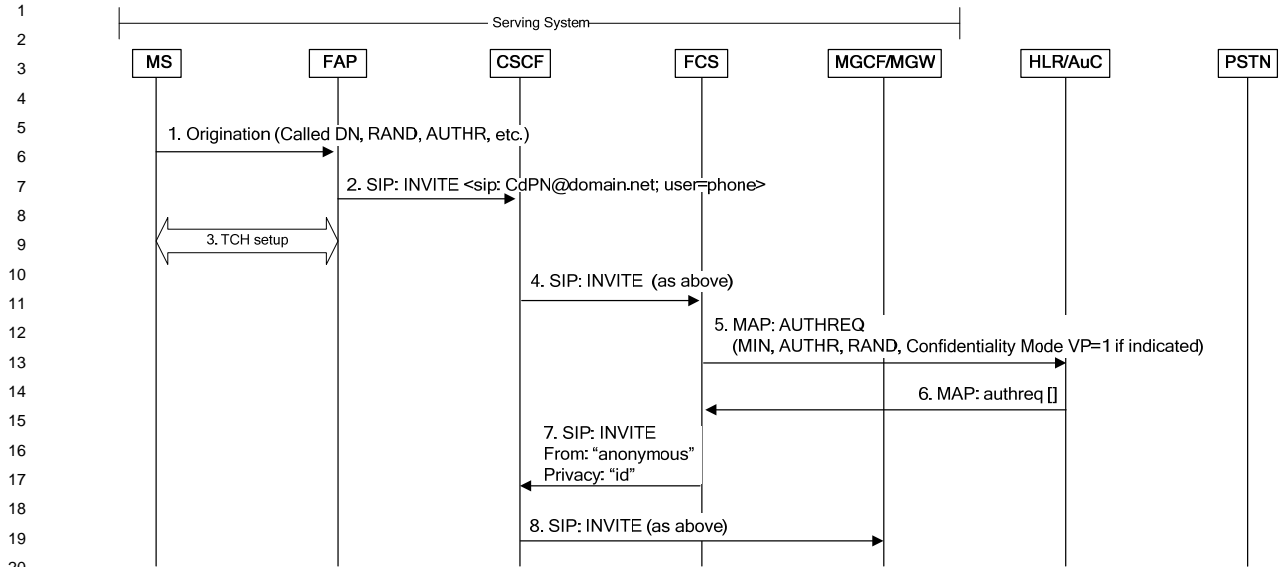 1
Serving System
2
3
MS
FAP
CSCF
FCS
MGCF/MGW
HLR/AuC
PSTN
4
5
1. Origination (Called DN, RAND, AUTHR, etc.)
6
7
2. SIP: INVITE <sip: CdPN@domain.net; user=phone>
8
9
3. TCH setup
10
4. SIP: INVITE (as above)
11
12
5. MAP: AUTHREQ
(MIN, AUTHR, RAND, Confidentiality Mode VP=1 if indicated)
13
14
6. MAP: authreq []
15
7. SIP: INVITE
16
From: “anonymous”
17
Privacy: “id”
18
8. SIP: INVITE (as above)
19
20